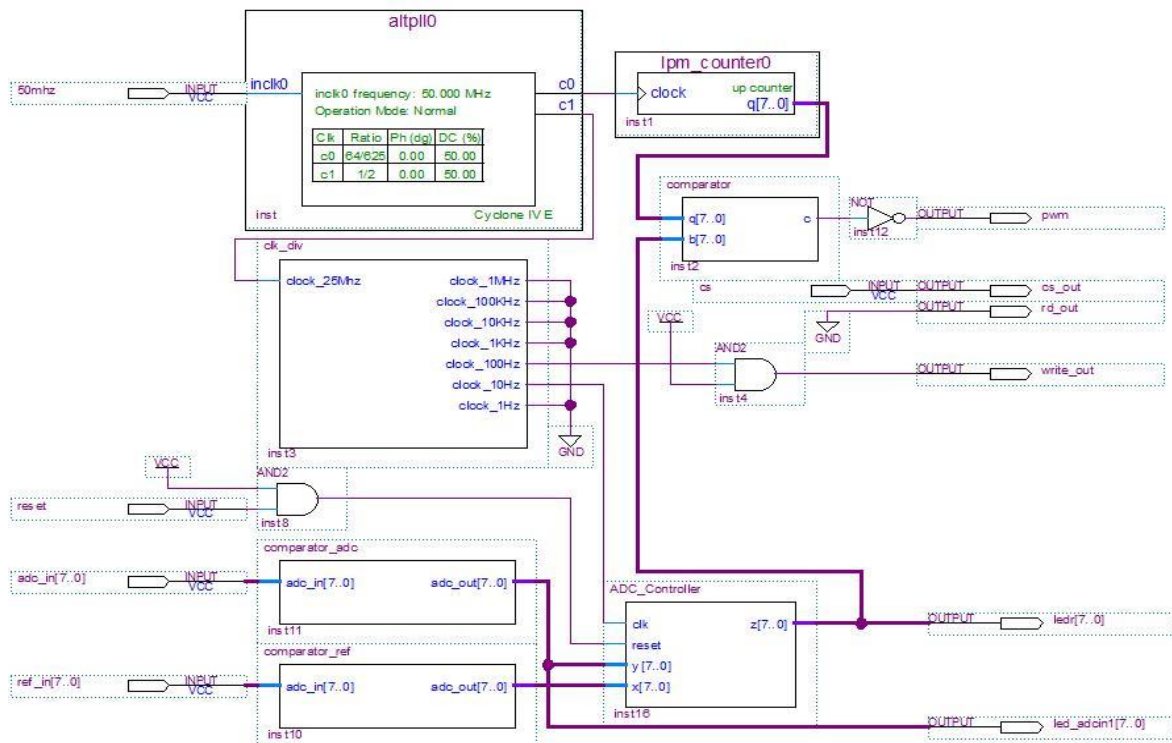 altpll0
50mhz INPUT VCC
inclk0
inclk0 frequency: 50.000 MHz
Operation Mode: Normal
Clk Ratio Ph (dg) DC (%)
c0 64/625 0.00 50.00
c1 1/2 0.00 50.00
c0
c1
inst
Cyclone IV E
lpm_counter0
clock
up counter
q[7..0]
inst1
comparator
q[7..0]
b[7..0]
c
inst2
NOT
inst12
OUTPUT pwm
cs INPUT VCC
OUTPUT cs_out
OUTPUT rd_out
GND
VCC
AND2
inst4
OUTPUT write_out
clk_div
clock_25Mhz
clock_1MHz
clock_100KHz
clock_10KHz
clock_1KHz
clock_100Hz
clock_10Hz
clock_1Hz
inst3
GND
VCC
AND2
inst8
reset INPUT VCC
comparator_adc
adc_in[7..0] INPUT VCC
adc_in[7..0] adc_out[7..0]
inst11
comparator_ref
ref_in[7..0] INPUT VCC
adc_in[7..0] adc_out[7..0]
inst10
ADC_Controller
clk
reset
y [7..0]
x[7..0]
z[7..0]
inst16
OUTPUT ledr[7..0]
OUTPUT led_adcin1[7..0]